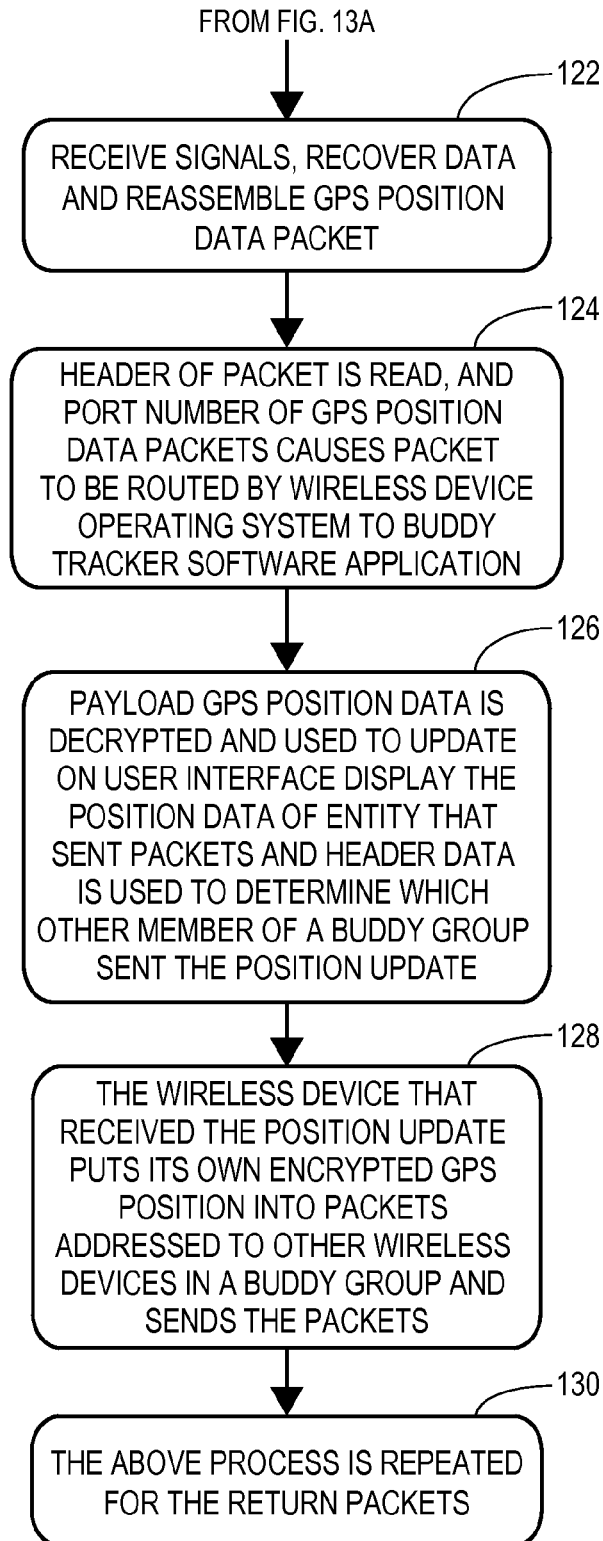 FROM FIG. 13A
122
RECEIVE SIGNALS, RECOVER DATA
AND REASSEMBLE GPS POSITION
DATA PACKET
124
HEADER OF PACKET IS READ, AND
PORT NUMBER OF GPS POSITION
DATA PACKETS CAUSES PACKET
TO BE ROUTED BY WIRELESS DEVICE
OPERATING SYSTEM TO BUDDY
TRACKER SOFTWARE APPLICATION
126
PAYLOAD GPS POSITION DATA IS
DECRYPTED AND USED TO UPDATE
ON USER INTERFACE DISPLAY THE
POSITION DATA OF ENTITY THAT
SENT PACKETS AND HEADER DATA
IS USED TO DETERMINE WHICH
OTHER MEMBER OF A BUDDY GROUP
SENT THE POSITION UPDATE
128
THE WIRELESS DEVICE THAT
RECEIVED THE POSITION UPDATE
PUTS ITS OWN ENCRYPTED GPS
POSITION INTO PACKETS
ADDRESSED TO OTHER WIRELESS
DEVICES IN A BUDDY GROUP AND
SENDS THE PACKETS
130
THE ABOVE PROCESS IS REPEATED
FOR THE RETURN PACKETS